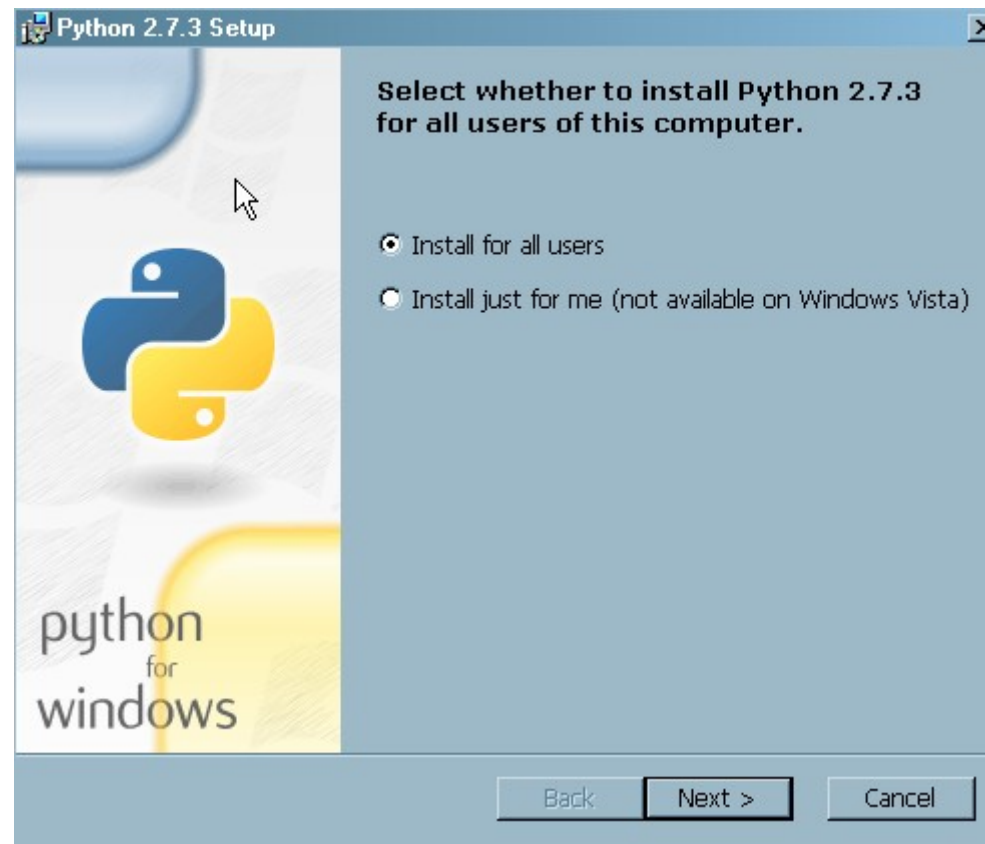 Python 2.7.3 Setup
Select whether to install Python 2.7.3
for all users of this computer.
Install for all users
Install just for me (not available on Windows Vista)
python
for
windows
Back
Next >
Cancel